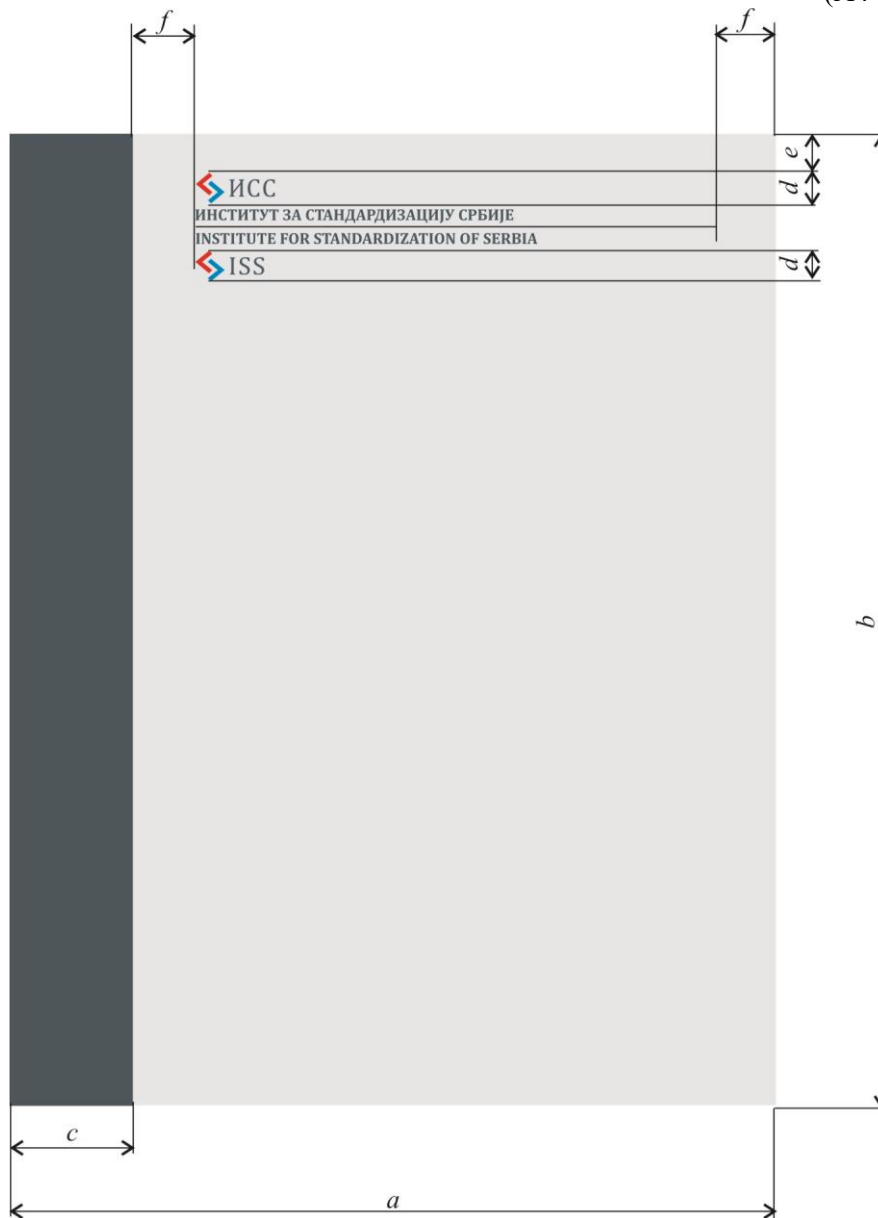 f f
e
d
ИСС
ИНСТИТУТ ЗА СТАНДАРДИЗАЦИЈУ СРБИЈЕ
INSTITUTE FOR STANDARDIZATION OF SERBIA
ISS
d
b
c
a